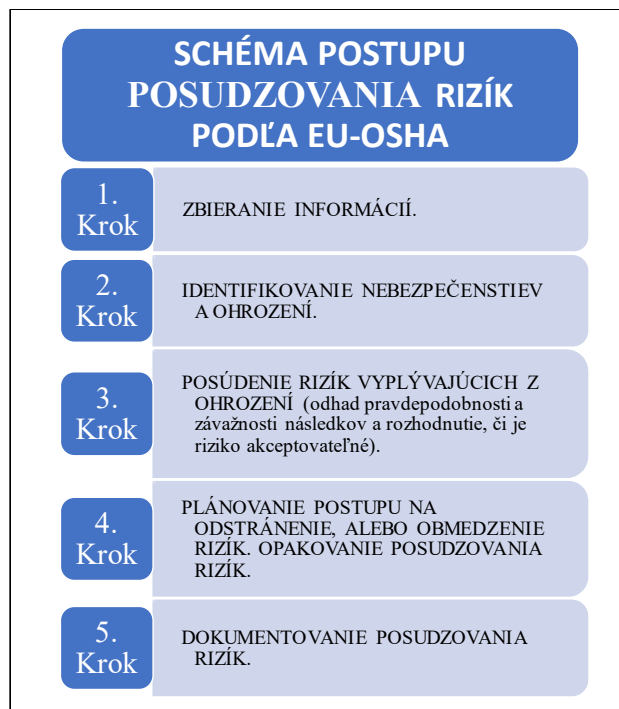 SCHÉMA POSTUPU
POSUDZOVANIA RIZÍK
PODĽA EU-OSHA
1.
Krok
ZBIERANIE INFORMÁCIÍ.
2.
Krok
IDENTIFIKOVANIE NEBEZPEČENSTIEV
A OHROZENÍ.
3.
Krok
POSÚDENIE RIZÍK VYPLÝVAJÚCICH Z
OHROZENÍ (odhad pravdepodobnosti a
závažnosti následkov a rozhodnutie, či je
riziko akceptovateľné).
4.
Krok
PLÁNOVANIE POSTUPU NA
ODSTRÁNENIE, ALEBO OBMEDZENIE
RIZÍK. OPAKOVANIE POSUDZOVANIA
RIZÍK.
5.
Krok
DOKUMENTOVANIE POSUDZOVANIA
RIZÍK.